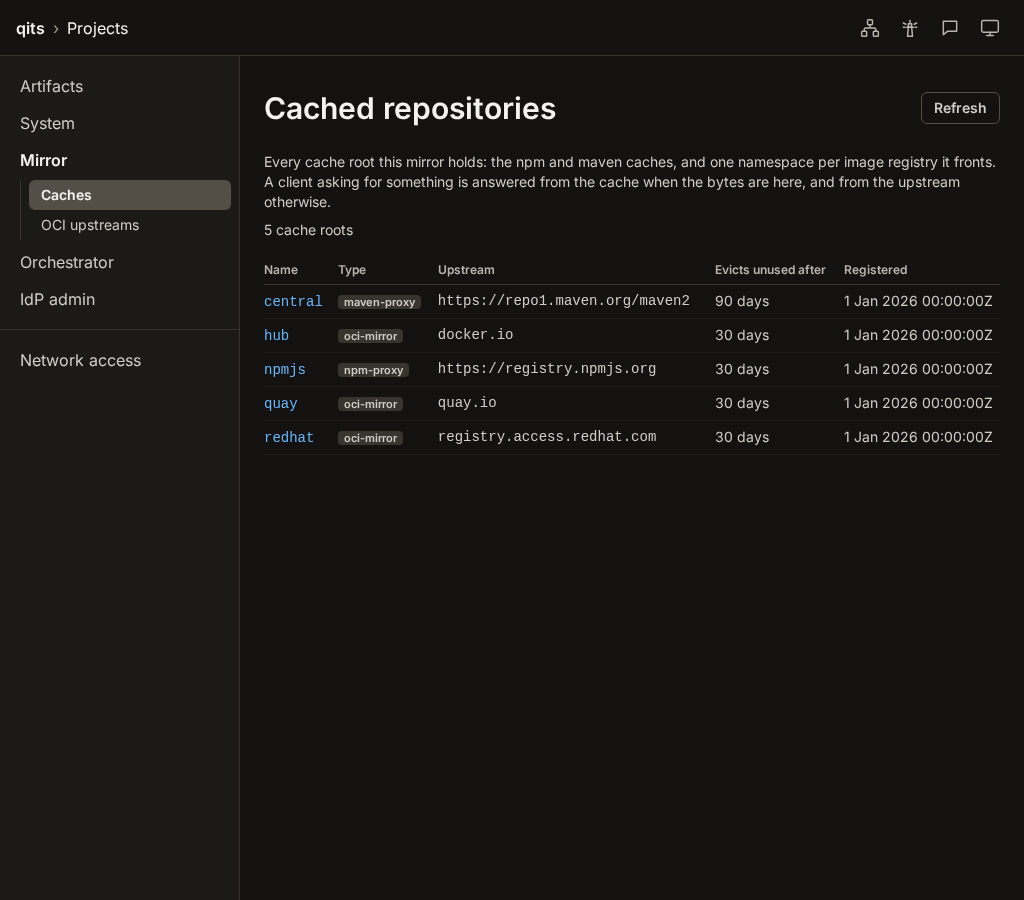 qits › Projects
Artifacts
System
Mirror
Caches
OCI upstreams
Orchestrator
IdP admin
Network access
Cached repositories
Refresh
Every cache root this mirror holds: the npm and maven caches, and one namespace per image registry it fronts.
A client asking for something is answered from the cache when the bytes are here, and from the upstream
otherwise.
5 cache roots
Name Type Upstream Evicts unused after Registered
central maven-proxy https://repo1.maven.org/maven2 90 days 1 Jan 2026 00:00:00Z
hub oci-mirror docker.io 30 days 1 Jan 2026 00:00:00Z
npmjs npm-proxy https://registry.npmjs.org 30 days 1 Jan 2026 00:00:00Z
quay oci-mirror quay.io 30 days 1 Jan 2026 00:00:00Z
redhat oci-mirror registry.access.redhat.com 30 days 1 Jan 2026 00:00:00Z